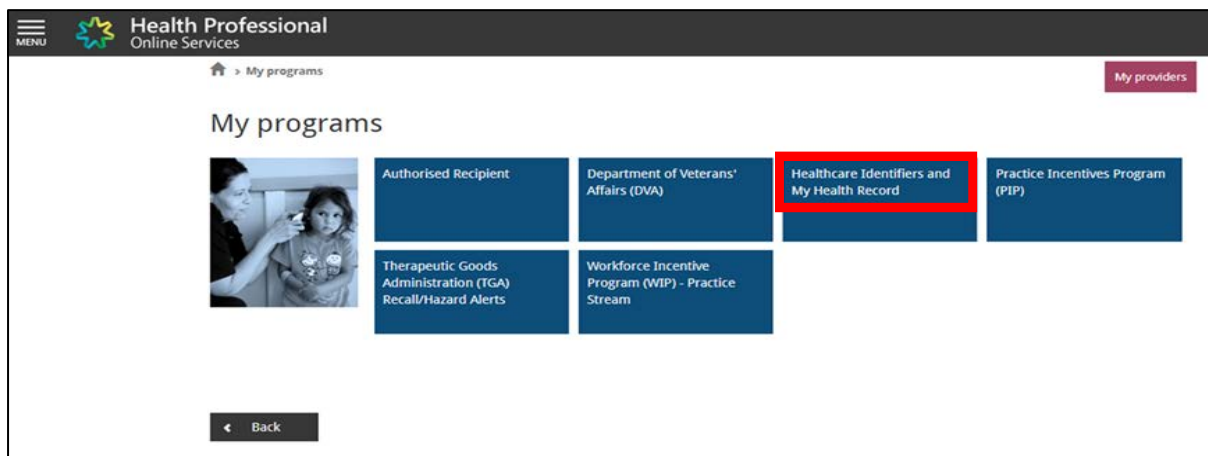 MENU
Health Professional
Online Services
> My programs
My providers
My programs
Authorised Recipient
Department of Veterans'
Affairs (DVA)
Healthcare Identifiers and
My Health Record
Practice Incentives Program
(PIP)
Therapeutic Goods
Administration (TGA)
Recall/Hazard Alerts
Workforce Incentive
Program (WIP) - Practice
Stream
Back